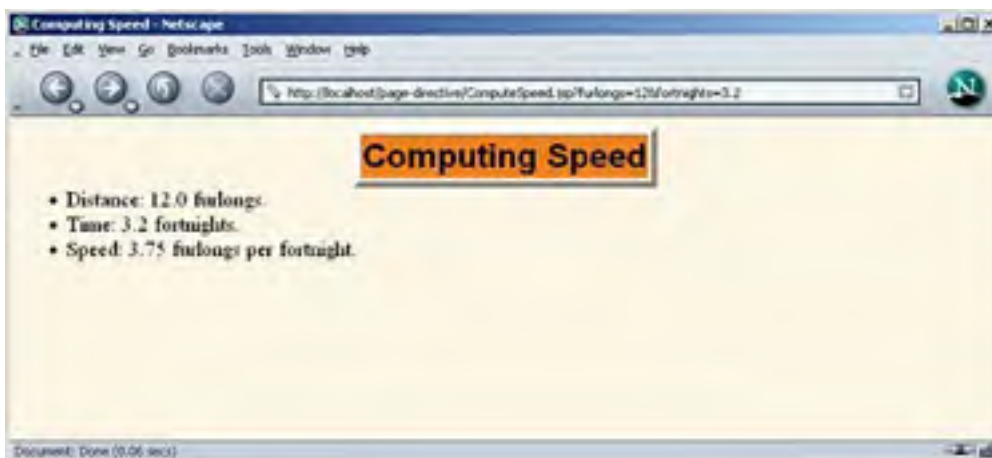 Computing Speed - Netscape
File Edit View Go Bookmarks Tools Window Help
http://localhost/page-directive/ComputeSpeed.jsp?furlongs=12&fortnights=3.2
N
Computing Speed
• Distance: 12.0 furlongs.
• Time: 3.2 fortnights.
• Speed: 3.75 furlongs per fortnight.
Document: Done (0.06 secs)